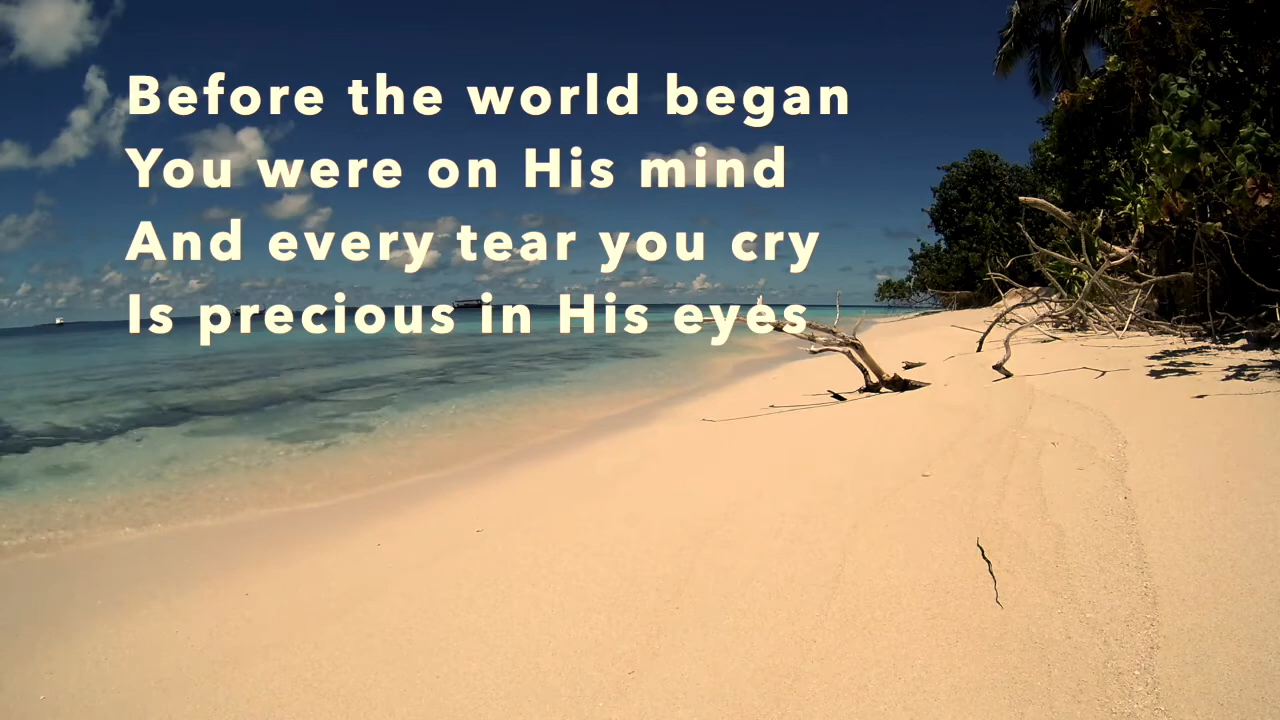 Before the world began
You were on His mind
And every tear you cry
Is precious in His eyes